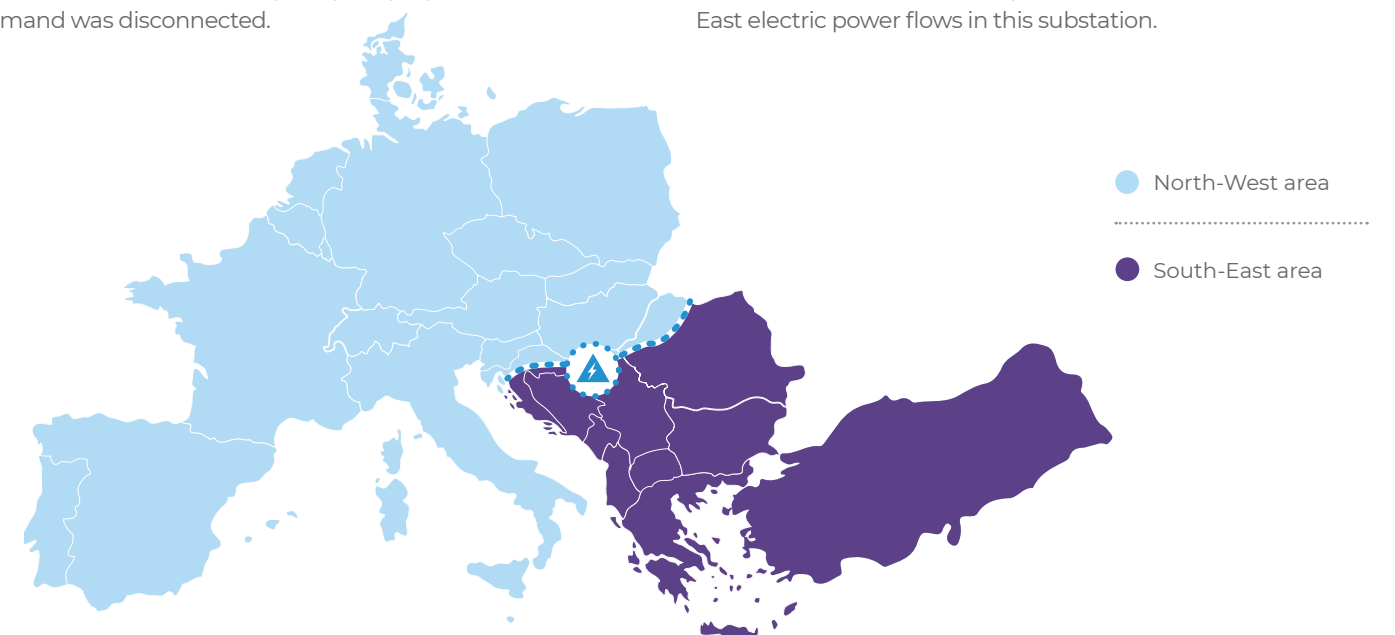 mand was disconnected.
East electric power flows in this substation.
North-West area
South-East area